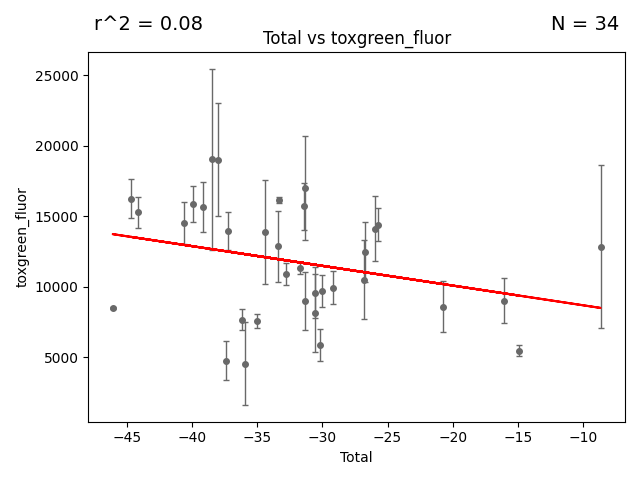 r^2 = 0.08
N = 34
Total vs toxgreen_fluor
25000
20000
15000
10000
5000
toxgreen_fluor
−45
−40
−35
−30
−25
−20
−15
−10
Total